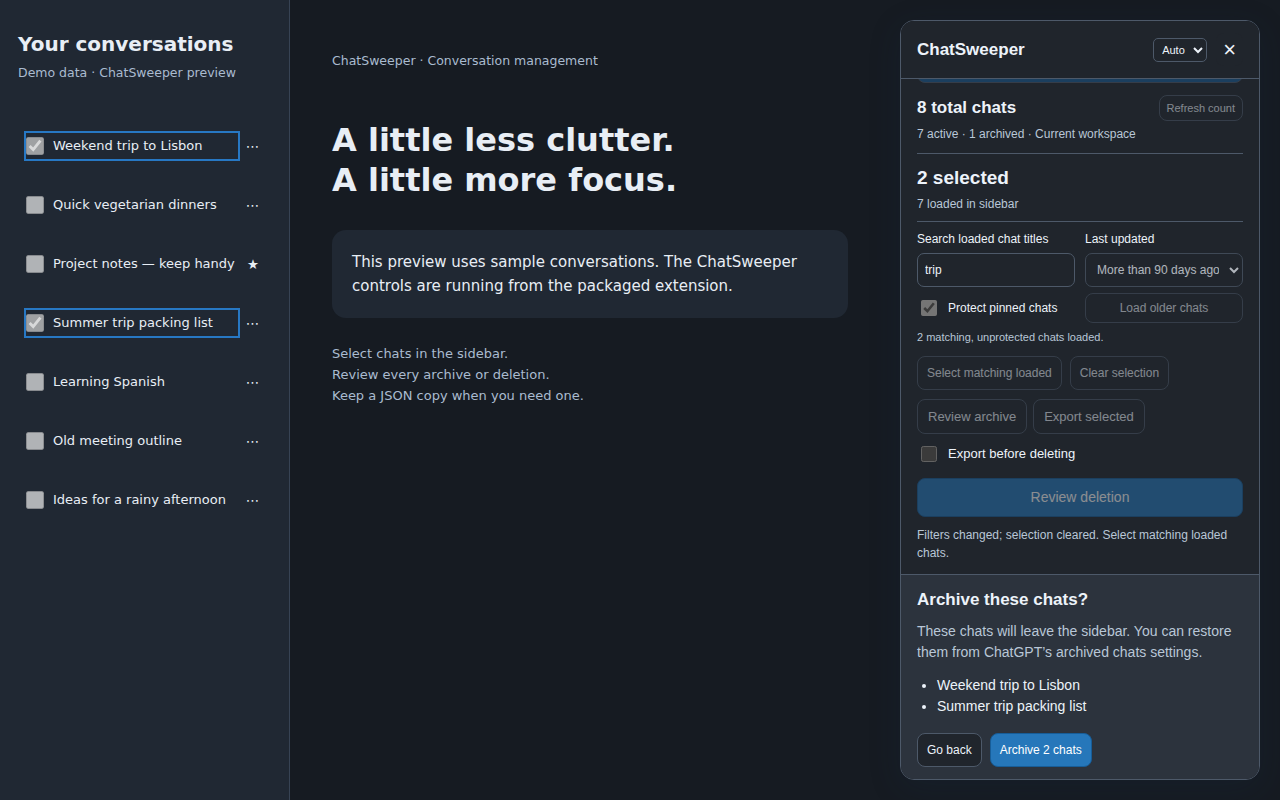 Your conversations
Demo data · ChatSweeper preview
Weekend trip to Lisbon ···
Quick vegetarian dinners ···
Project notes — keep handy ★
Summer trip packing list ···
Learning Spanish ···
Old meeting outline ···
Ideas for a rainy afternoon ···
ChatSweeper · Conversation management
A little less clutter.
A little more focus.
This preview uses sample conversations. The ChatSweeper
controls are running from the packaged extension.
Select chats in the sidebar.
Review every archive or deletion.
Keep a JSON copy when you need one.
ChatSweeper Auto ✕
8 total chats Refresh count
7 active · 1 archived · Current workspace
2 selected
7 loaded in sidebar
Search loaded chat titles Last updated
trip More than 90 days ago
Protect pinned chats Load older chats
2 matching, unprotected chats loaded.
Select matching loaded Clear selection
Review archive Export selected
Export before deleting
Review deletion
Filters changed; selection cleared. Select matching loaded
chats.
Archive these chats?
These chats will leave the sidebar. You can restore
them from ChatGPT's archived chats settings.
• Weekend trip to Lisbon
• Summer trip packing list
Go back Archive 2 chats